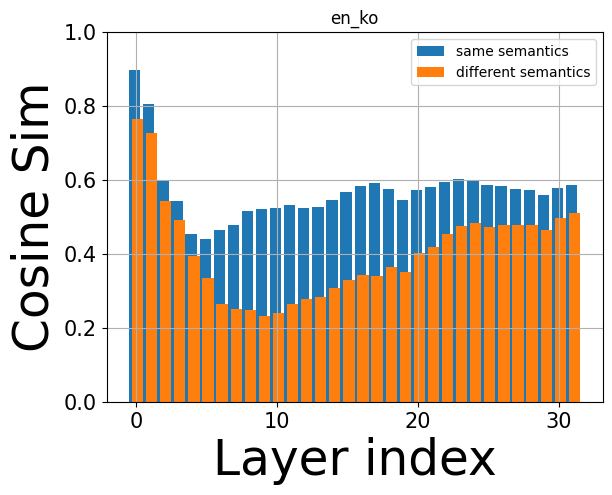 en_ko
same semantics
different semantics
Cosine Sim
1.0
0.8
0.6
0.4
0.2
0.0
0 10 20 30
Layer index